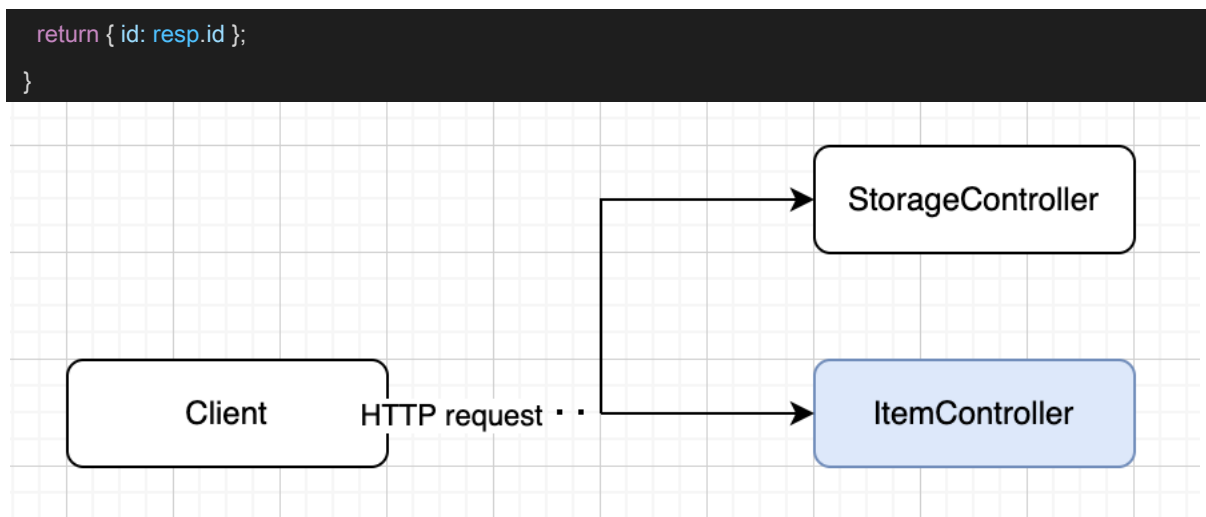 return { id: resp.id };
}
StorageController
Client
HTTP request
ItemController